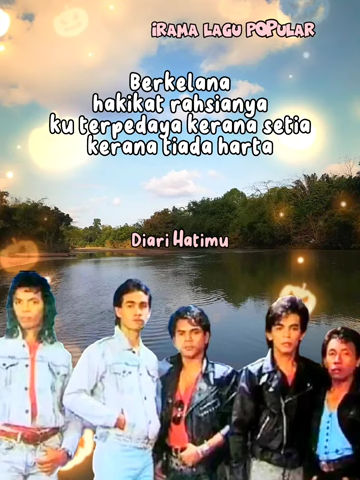 IRAMA LAGU POPULAR
Berkelana
hakikat rahsianya
ku terpedaya kerana setia
kerana tiada harta
Diari Hatimu